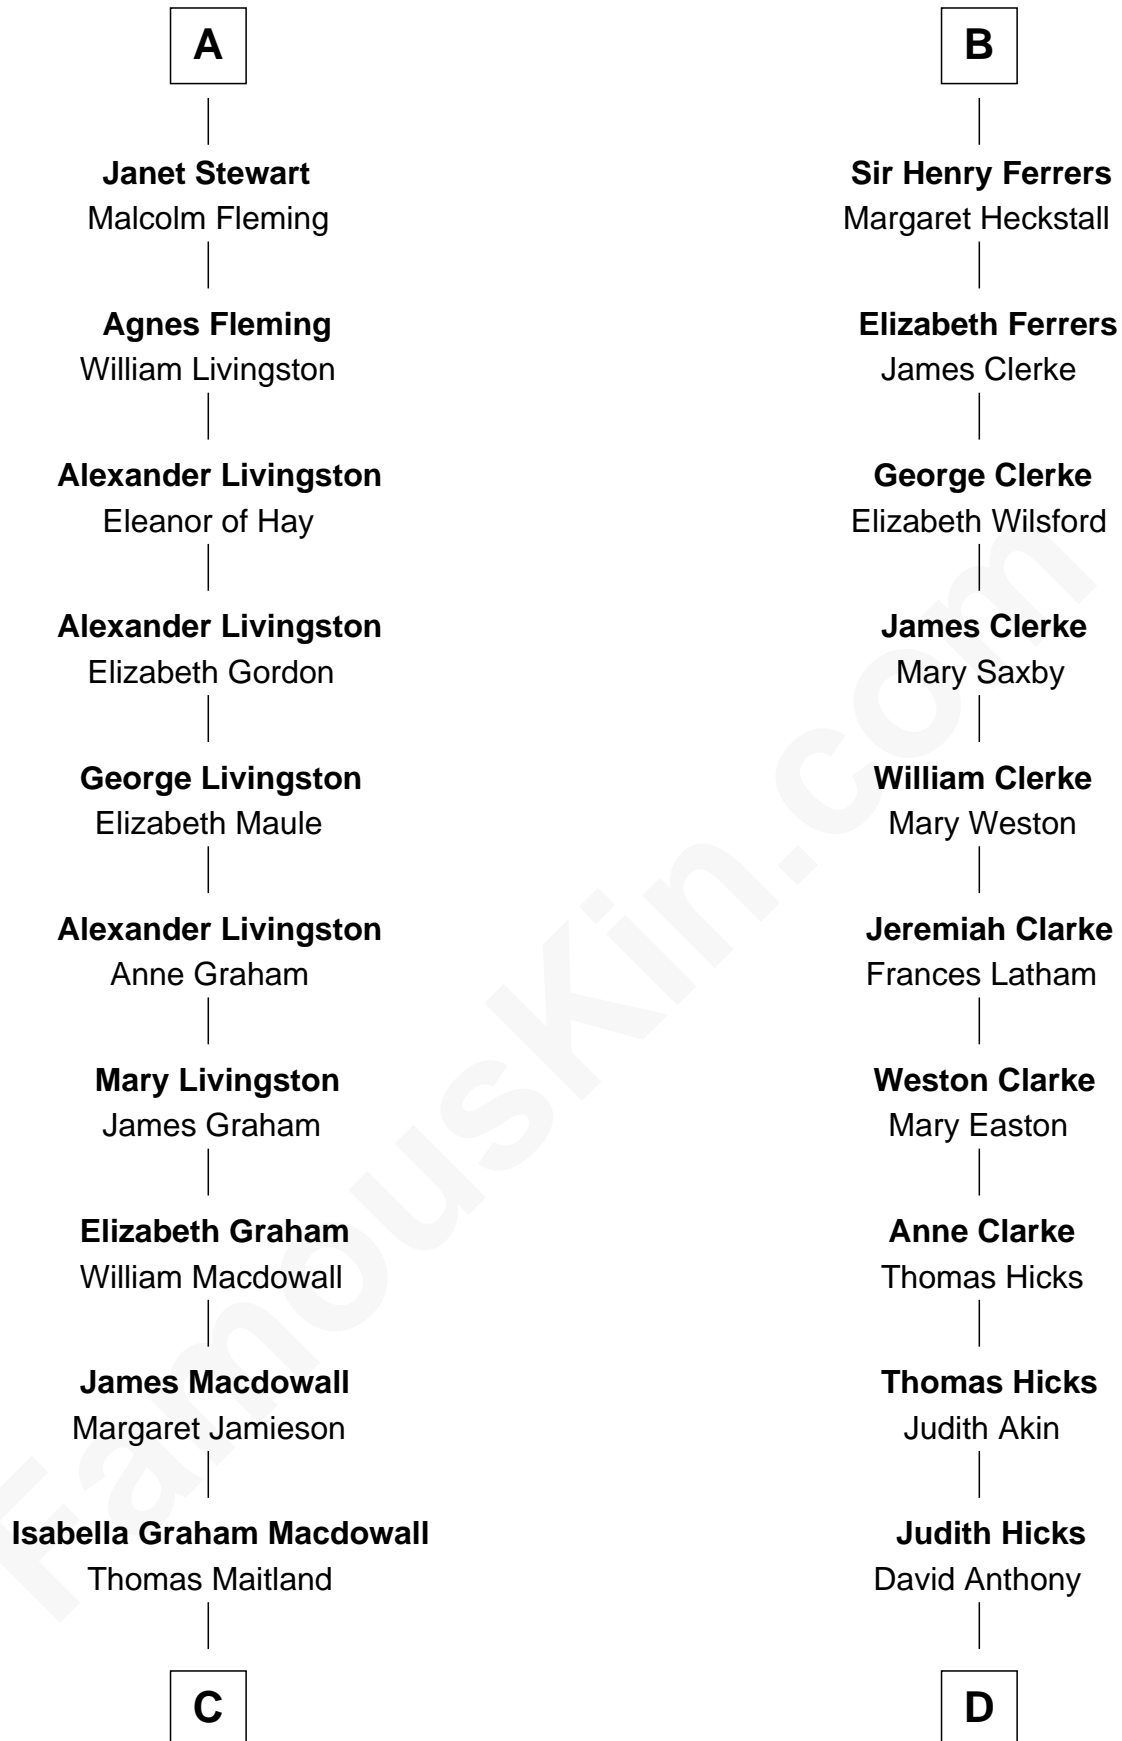 A
Janet Stewart
Malcolm Fleming
Agnes Fleming
William Livingston
Alexander Livingston
Eleanor of Hay
Alexander Livingston
Elizabeth Gordon
George Livingston
Elizabeth Maule
Alexander Livingston
Anne Graham
Mary Livingston
James Graham
Elizabeth Graham
William Macdowall
James Macdowall
Margaret Jamieson
Isabella Graham Macdowall
Thomas Maitland
C
B
Sir Henry Ferrers
Margaret Heckstall
Elizabeth Ferrers
James Clerke
George Clerke
Elizabeth Wilsford
James Clerke
Mary Saxby
William Clerke
Mary Weston
Jeremiah Clarke
Frances Latham
Weston Clarke
Mary Easton
Anne Clarke
Thomas Hicks
Thomas Hicks
Judith Akin
Judith Hicks
David Anthony
D
FamousKin.com